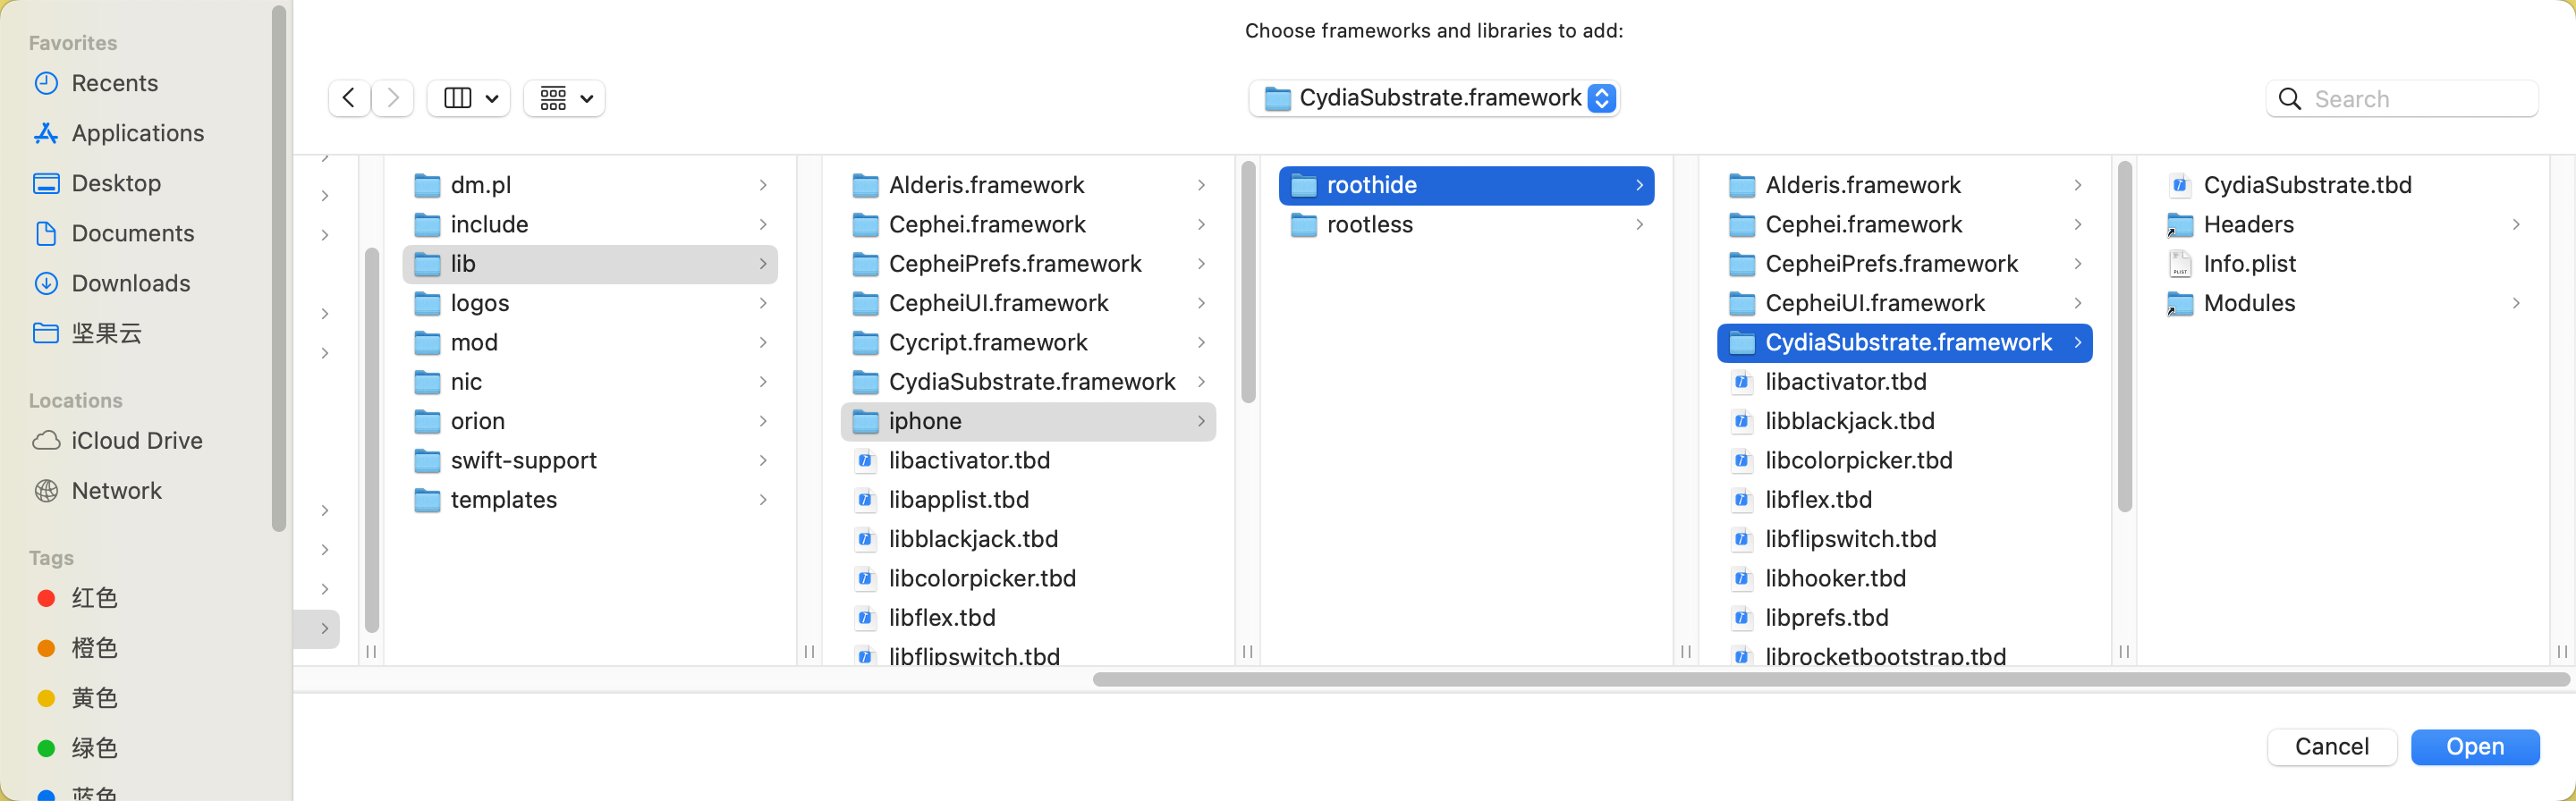 Choose frameworks and libraries to add:
CydiaSubstrate.framework
Search
Favorites
Recents
Applications
Desktop
Documents
Downloads
坚果云
Locations
iCloud Drive
Network
Tags
红色
橙色
黄色
绿色
蓝色
dm.pl
include
lib
logos
mod
nic
orion
swift-support
templates
Alderis.framework
Cephei.framework
CepheiPrefs.framework
CepheiUI.framework
Cycript.framework
CydiaSubstrate.framework
iphone
libactivator.tbd
libapplist.tbd
libblackjack.tbd
libcolorpicker.tbd
libflex.tbd
libflipswitch.tbd
roothide
rootless
Alderis.framework
Cephei.framework
CepheiPrefs.framework
CepheiUI.framework
CydiaSubstrate.framework
libactivator.tbd
libblackjack.tbd
libcolorpicker.tbd
libflex.tbd
libflipswitch.tbd
libhooker.tbd
libprefs.tbd
librocketbootstrap.tbd
CydiaSubstrate.tbd
Headers
Info.plist
Modules
Cancel
Open